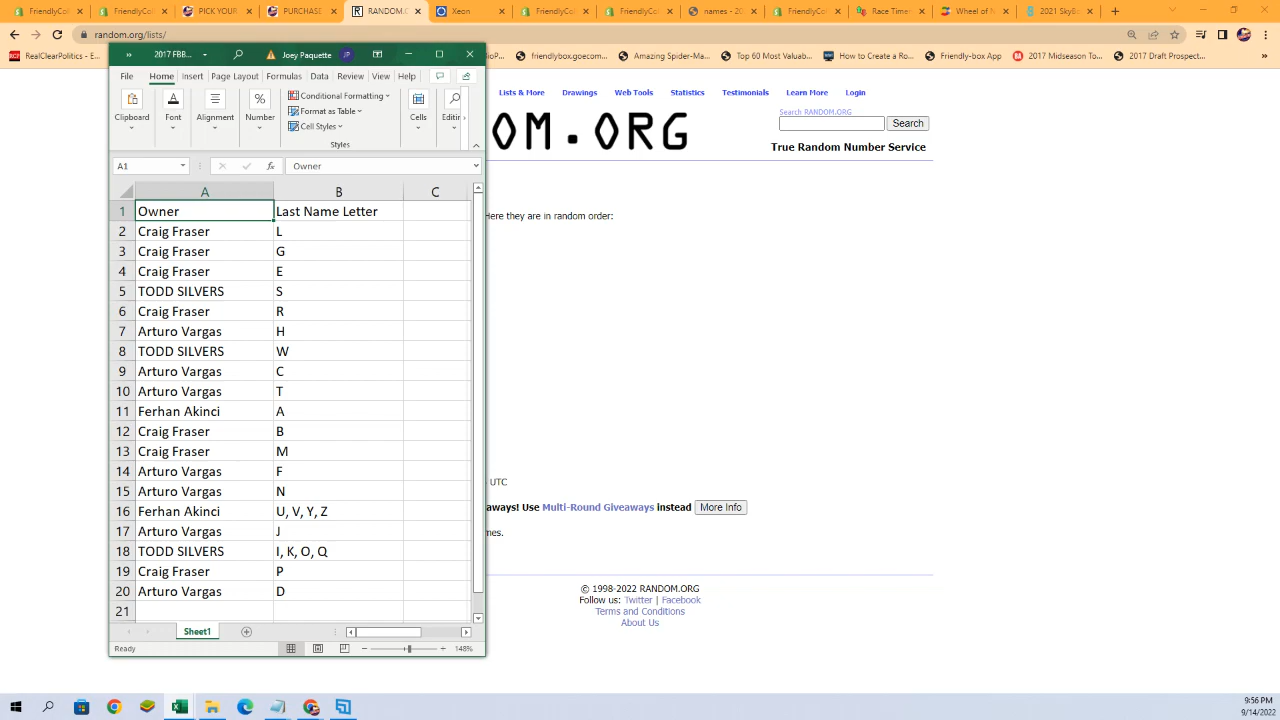 FriendlyCol
FriendlyCol
PICK YOUR
PURCHASE
RANDOM.O
Xeon
FriendlyCol
FriendlyCol
names - 20
FriendlyCol
Race Timer
Wheel of N
2021 SkyBo
random.org/lists/
RealClearPolitics - E...
friendlybox.goecom...
Amazing Spider-Ma...
Top 60 Most Valuab...
How to Create a Ro...
Friendly-box App
2017 Midseason To...
2017 Draft Prospect...
2017 FBB...
Joey Paquette
JP
File Home Insert Page Layout Formulas Data Review View Help
Clipboard
Font
Alignment
Number
Conditional Formatting
Format as Table
Cell Styles
Styles
Cells
Editin
A1
fx
Owner
A B C
1 Owner Last Name Letter
2 Craig Fraser L
3 Craig Fraser G
4 Craig Fraser E
5 TODD SILVERS S
6 Craig Fraser R
7 Arturo Vargas H
8 TODD SILVERS W
9 Arturo Vargas C
10 Arturo Vargas T
11 Ferhan Akinci A
12 Craig Fraser B
13 Craig Fraser M
14 Arturo Vargas F
15 Arturo Vargas N
16 Ferhan Akinci U, V, Y, Z
17 Arturo Vargas J
18 TODD SILVERS I, K, O, Q
19 Craig Fraser P
20 Arturo Vargas D
21
Sheet1
Ready
148%
Lists & More Drawings Web Tools Statistics Testimonials Learn More Login
OM.ORG
Search RANDOM.ORG
Search
True Random Number Service
Here they are in random order:
UTC
aways! Use Multi-Round Giveaways instead More Info
mes.
© 1998-2022 RANDOM.ORG
Follow us: Twitter | Facebook
Terms and Conditions
About Us
9:56 PM
9/14/2022